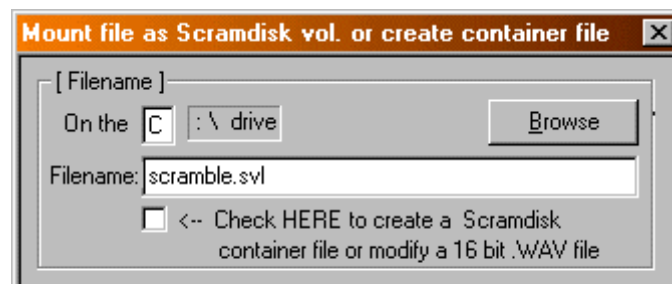 Mount file as Scramdisk vol. or create container file
[ Filename ]
On the C :\ drive Browse
Filename: scramble.svl
<-- Check HERE to create a Scramdisk
container file or modify a 16 bit .WAV file